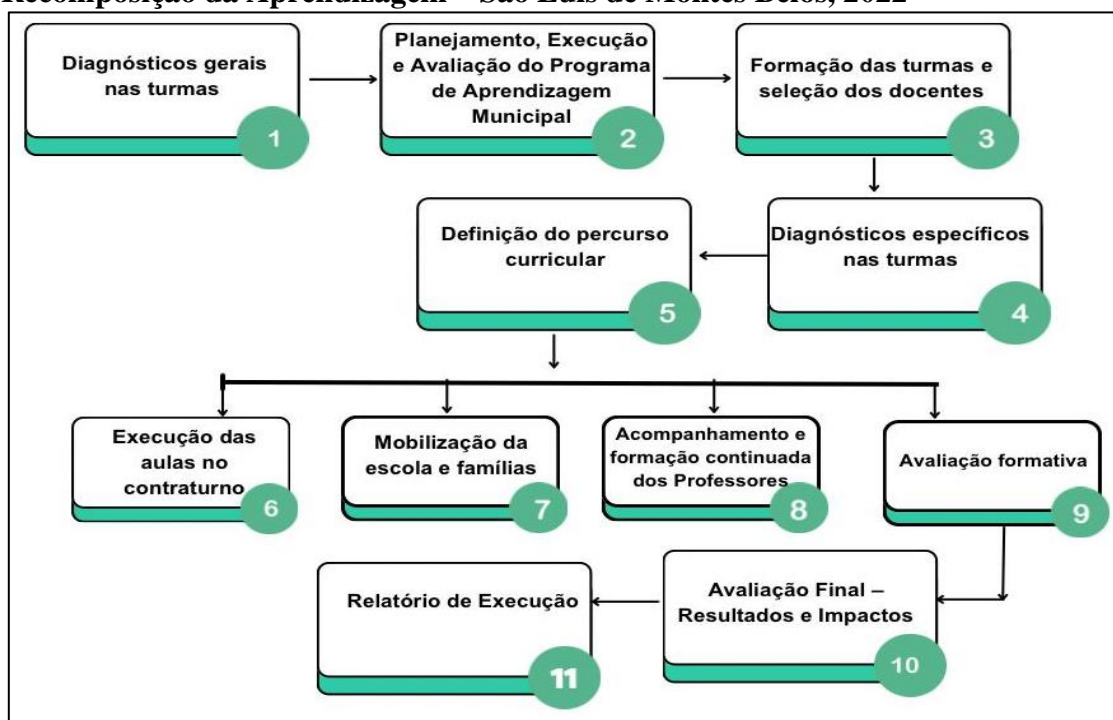 Recomposição da Aprendizagem – São Luís de Montes Belos, 2022
Diagnósticos gerais
nas turmas
1
Planejamento, Execução
e Avaliação do Programa
de Aprendizagem
Municipal
2
Formação das turmas e
seleção dos docentes
3
Diagnósticos específicos
nas turmas
4
Definição do percurso
curricular
5
Execução das
aulas no
contraturno
6
Mobilização da
escola e famílias
7
Acompanhamento e
formação continuada
dos Professores
8
Avaliação formativa
9
Avaliação Final –
Resultados e Impactos
10
Relatório de Execução
11